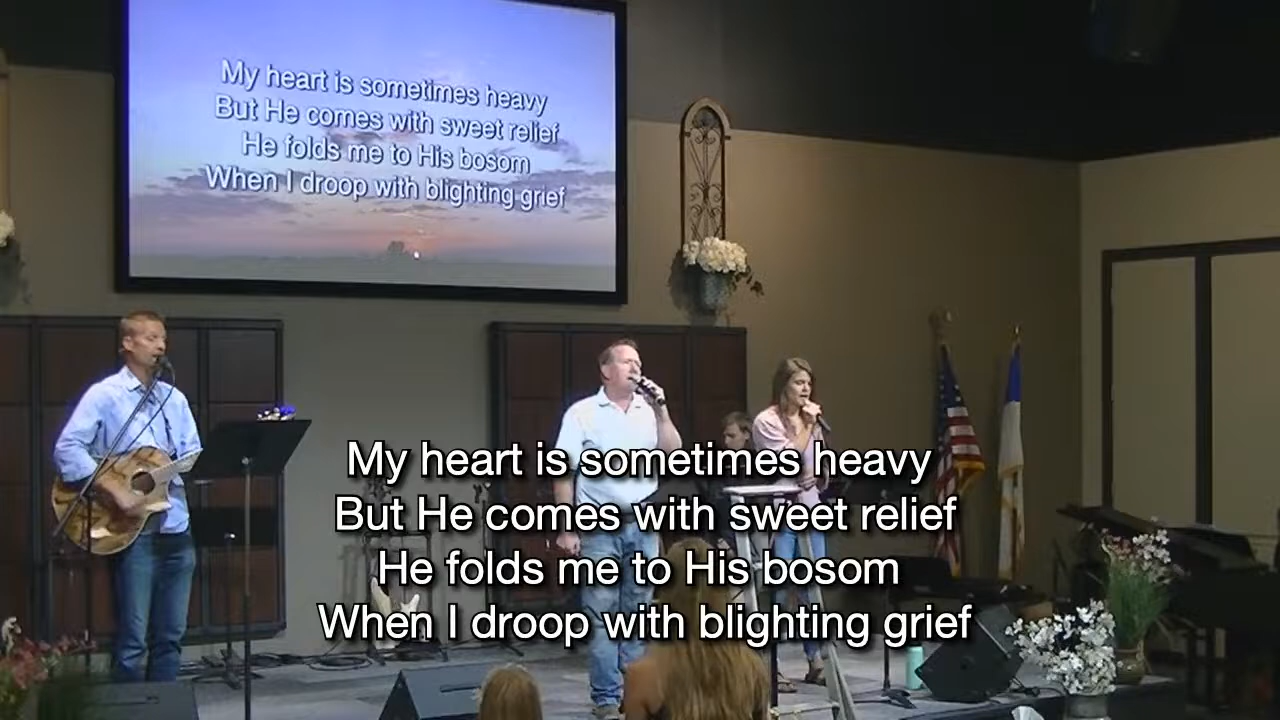 My heart is sometimes heavy
But He comes with sweet relief
He folds me to His bosom
When I droop with blighting grief
My heart is sometimes heavy
But He comes with sweet relief
He folds me to His bosom
When I droop with blighting grief